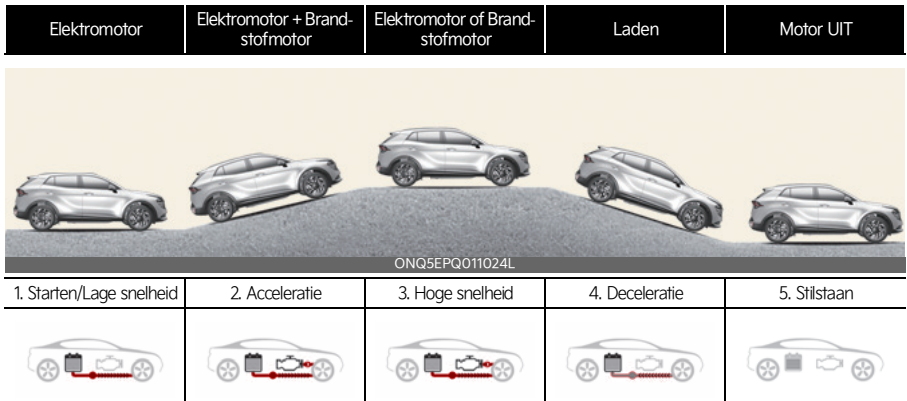 Elektromotor
Elektromotor + Brand-
stofmotor
Elektromotor of Brand-
stofmotor
Laden
Motor UIT
ONQ5EPQ011024L
1. Starten/Lage snelheid
2. Acceleratie
3. Hoge snelheid
4. Deceleratie
5. Stilstaan